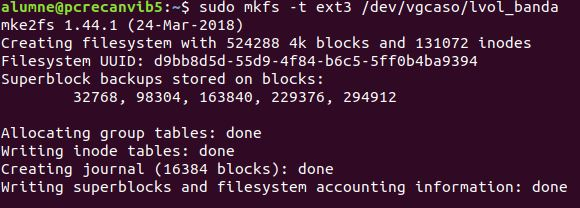 alumne@pcrecanvib5:~$ sudo mkfs -t ext3 /dev/vgcaso/lvol_banda
mke2fs 1.44.1 (24-Mar-2018)
Creating filesystem with 524288 4k blocks and 131072 inodes
Filesystem UUID: d9bb8d5d-55d9-4f84-b6c5-5ff0b4ba9394
Superblock backups stored on blocks:
        32768, 98304, 163840, 229376, 294912

Allocating group tables: done
Writing inode tables: done
Creating journal (16384 blocks): done
Writing superblocks and filesystem accounting information: done